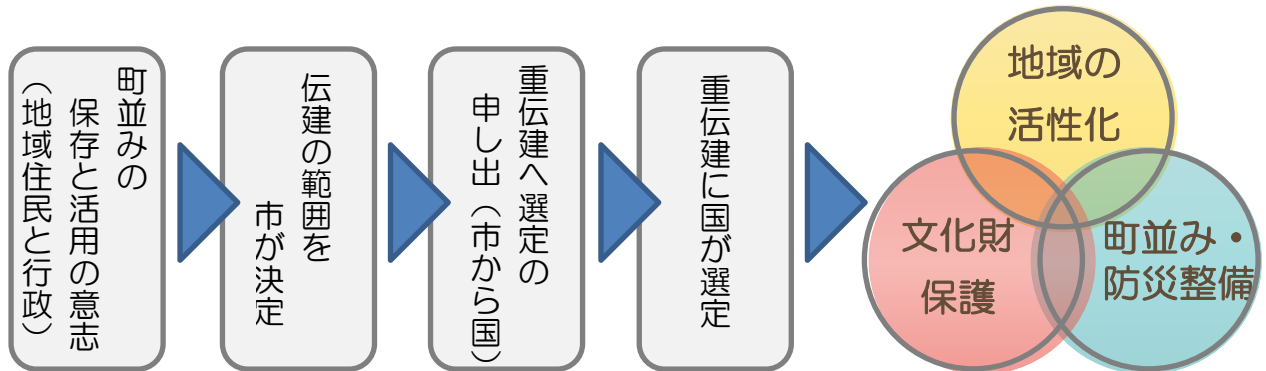 町並みの
保存と活用の意志
（地域住民と行政）
伝建の範囲を
市が決定
重伝建へ選定の
申し出（市から国）
重伝建に国が選定
地域の
活性化
文化財
保護
町並み・
防災整備